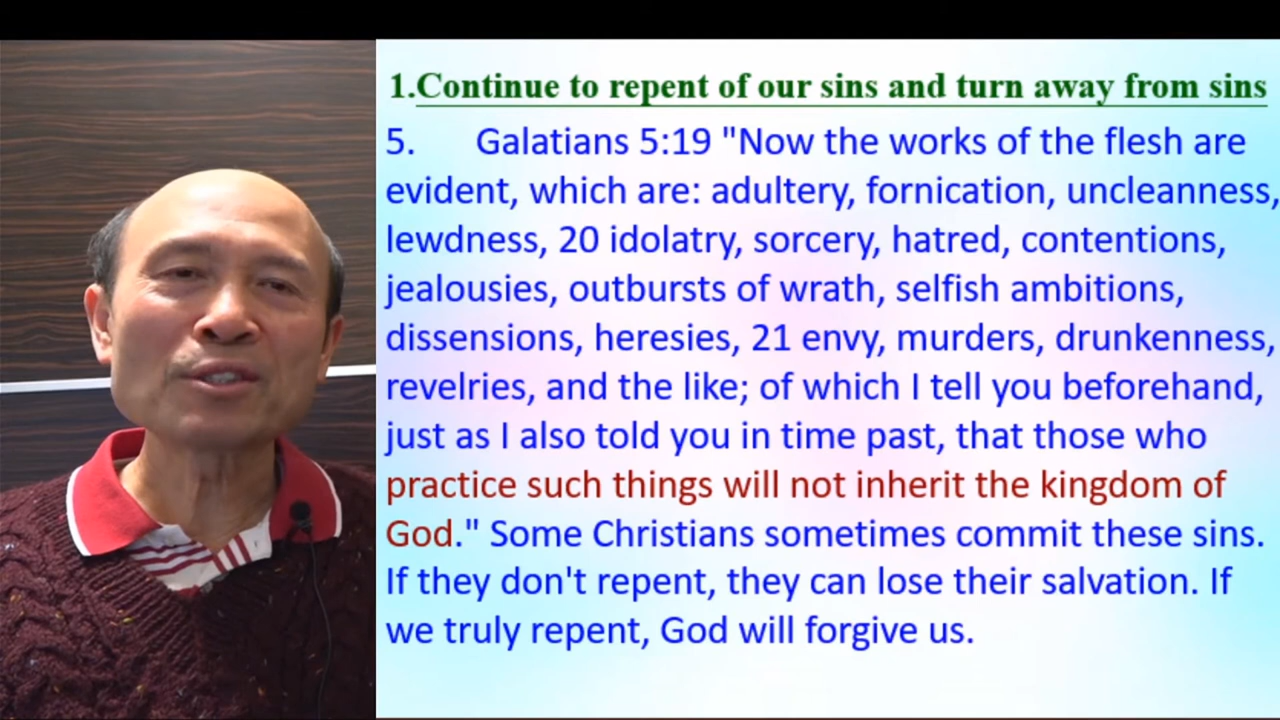 1.Continue to repent of our sins and turn away from sins
5. Galatians 5:19 "Now the works of the flesh are
evident, which are: adultery, fornication, uncleanness,
lewdness, 20 idolatry, sorcery, hatred, contentions,
jealousies, outbursts of wrath, selfish ambitions,
dissensions, heresies, 21 envy, murders, drunkenness,
revelries, and the like; of which I tell you beforehand,
just as I also told you in time past, that those who
practice such things will not inherit the kingdom of
God." Some Christians sometimes commit these sins.
If they don't repent, they can lose their salvation. If
we truly repent, God will forgive us.